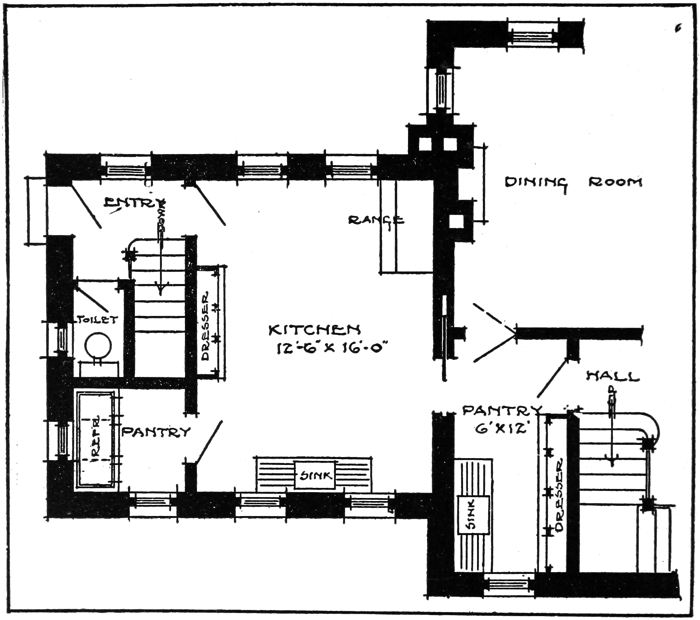 6
DINING ROOM
ENTRY
DOWN
RANGE
TOILET
DRESSER
KITCHEN
12'-6" X 16'-0"
HALL
UP
PANTRY
6' X 12'
REFR.
PANTRY
SINK
SINK
DRESSER